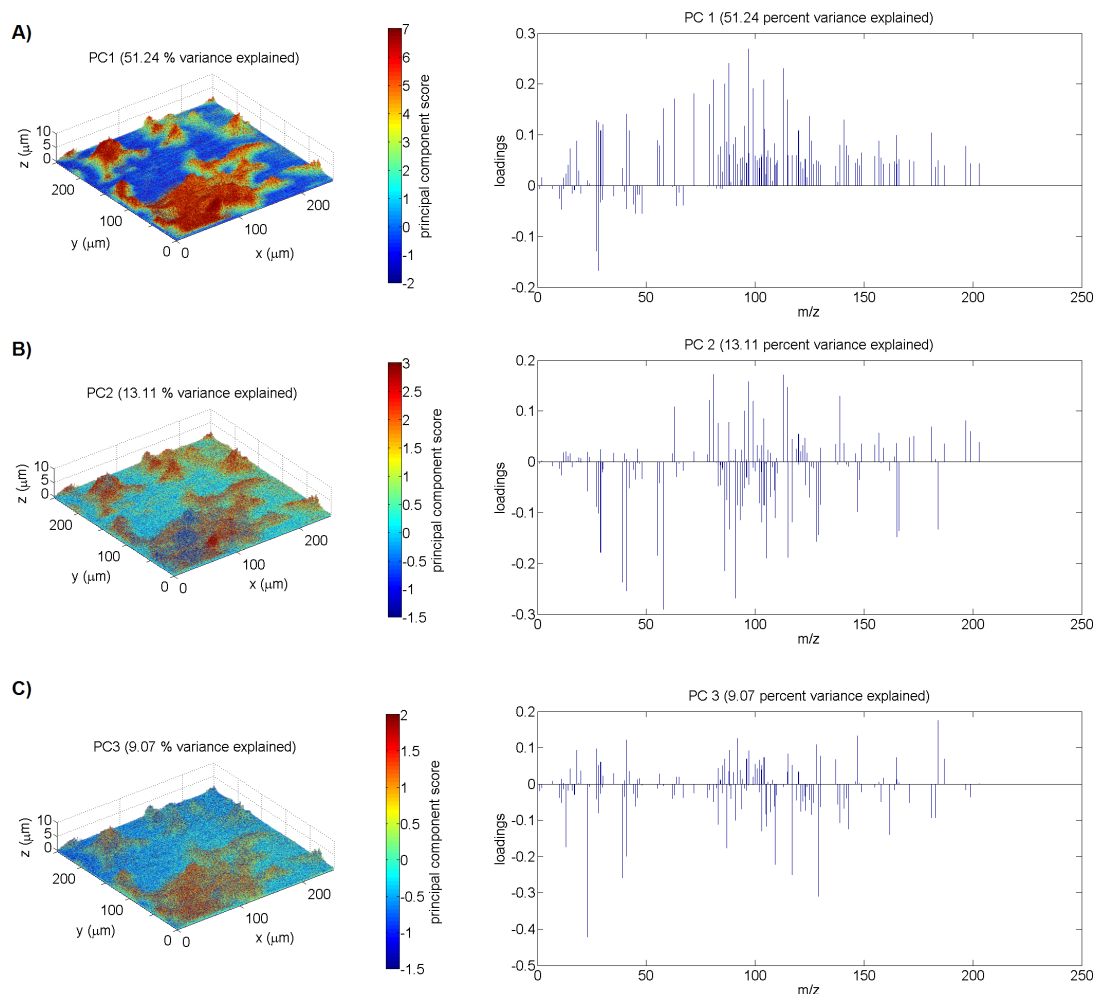 A)
PC1 (51.24 % variance explained)
10
5
0
z (μm)
200
100
0
y (μm)
0
100
200
x (μm)
7
6
5
4
3
2
1
0
-1
-2
principal component score
PC 1 (51.24 percent variance explained)
0.3
0.2
0.1
0
-0.1
-0.2
loadings
0 50 100 150 200 250
m/z
B)
PC2 (13.11 % variance explained)
10
5
0
z (μm)
200
100
0
y (μm)
0
100
200
x (μm)
3
2.5
2
1.5
1
0.5
0
-0.5
-1
-1.5
principal component score
PC 2 (13.11 percent variance explained)
0.2
0.1
0
-0.1
-0.2
-0.3
loadings
0 50 100 150 200 250
m/z
C)
PC3 (9.07 % variance explained)
10
5
0
z (μm)
200
100
0
y (μm)
0
100
200
x (μm)
2
1.5
1
0.5
0
-0.5
-1
-1.5
principal component score
PC 3 (9.07 percent variance explained)
0.2
0.1
0
-0.1
-0.2
-0.3
-0.4
-0.5
loadings
0 50 100 150 200 250
m/z